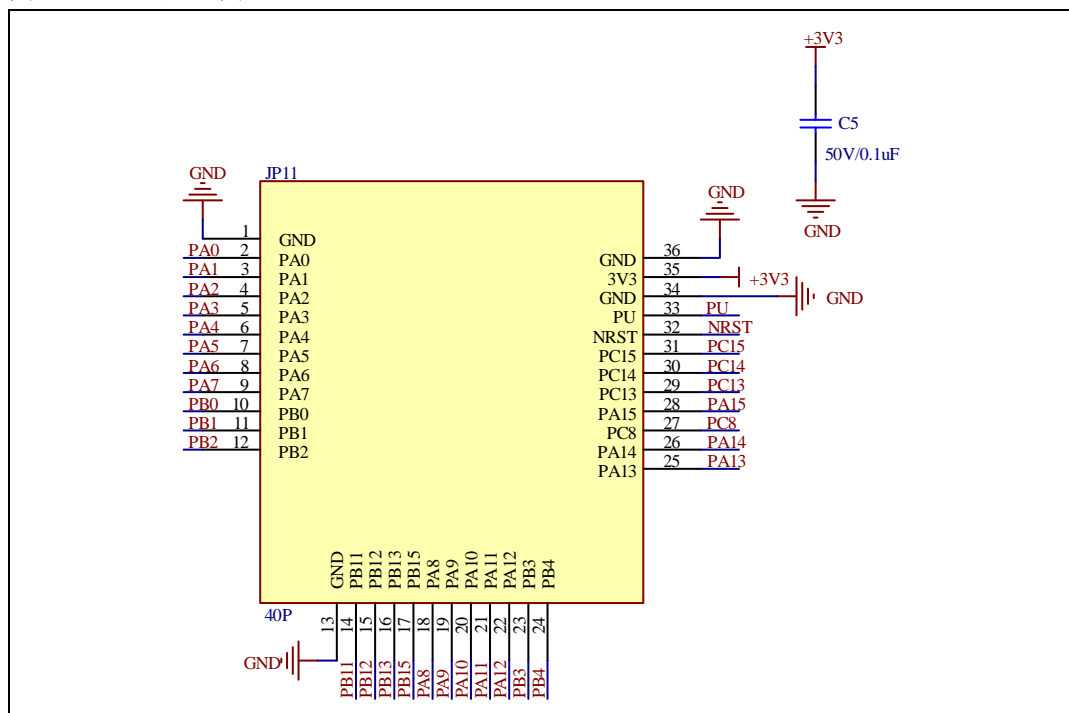 +3V3
C5
50V/0.1uF
GND
GND
JP11
GND
1 GND
PA0 2 PA0
PA1 3 PA1
PA2 4 PA2
PA3 5 PA3
PA4 6 PA4
PA5 7 PA5
PA6 8 PA6
PA7 9 PA7
PB0 10 PB0
PB1 11 PB1
PB2 12 PB2
GND 36
3V3 35 +3V3
GND 34 GND
PU 33 PU
NRST 32 NRST
PC15 31 PC15
PC14 30 PC14
PC13 29 PC13
PA15 28 PA15
PC8 27 PC8
PA14 26 PA14
PA13 25 PA13
GND PB11 PB12 PB13 PB15 PA8 PA9 PA10 PA11 PA12 PB3 PB4
40P
13 14 15 16 17 18 19 20 21 22 23 24
GND
PB11 PB12 PB13 PB15 PA8 PA9 PA10 PA11 PA12 PB3 PB4